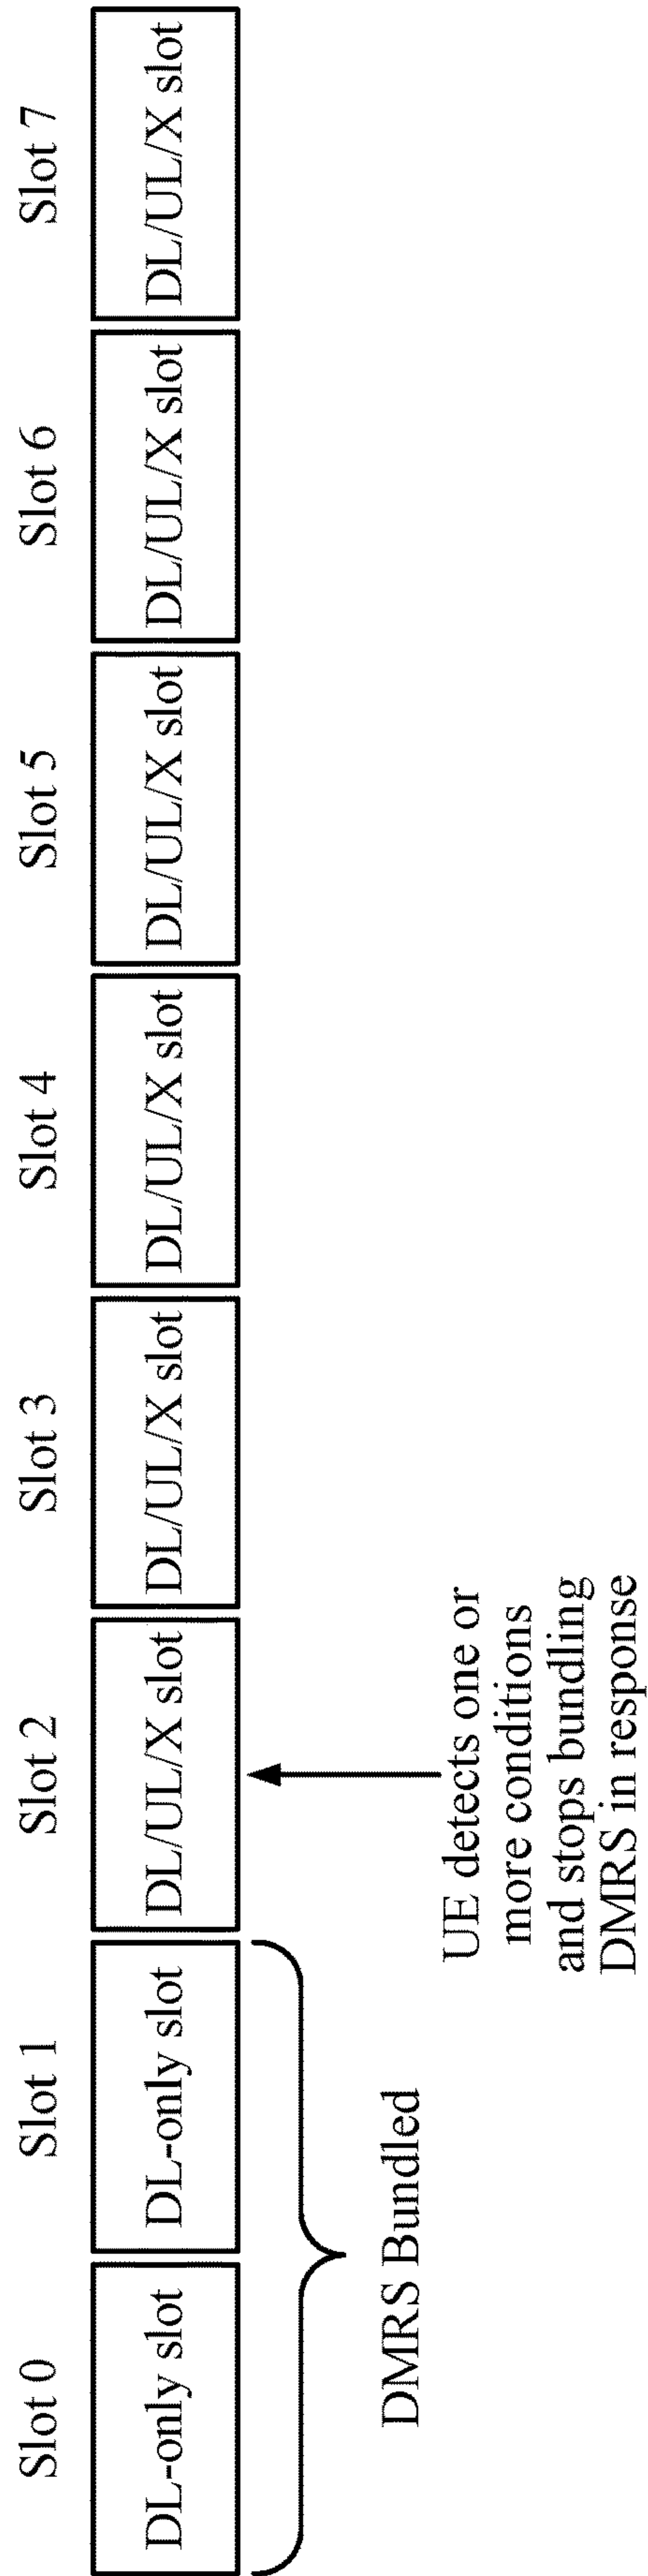 Slot 0
Slot 1
Slot 2
Slot 3
Slot 4
Slot 5
Slot 6
Slot 7
DL-only slot
DL-only slot
DL/UL/X slot
DL/UL/X slot
DL/UL/X slot
DL/UL/X slot
DL/UL/X slot
DL/UL/X slot
DMRS Bundled
UE detects one or
more conditions
and stops bundling
DMRS in response